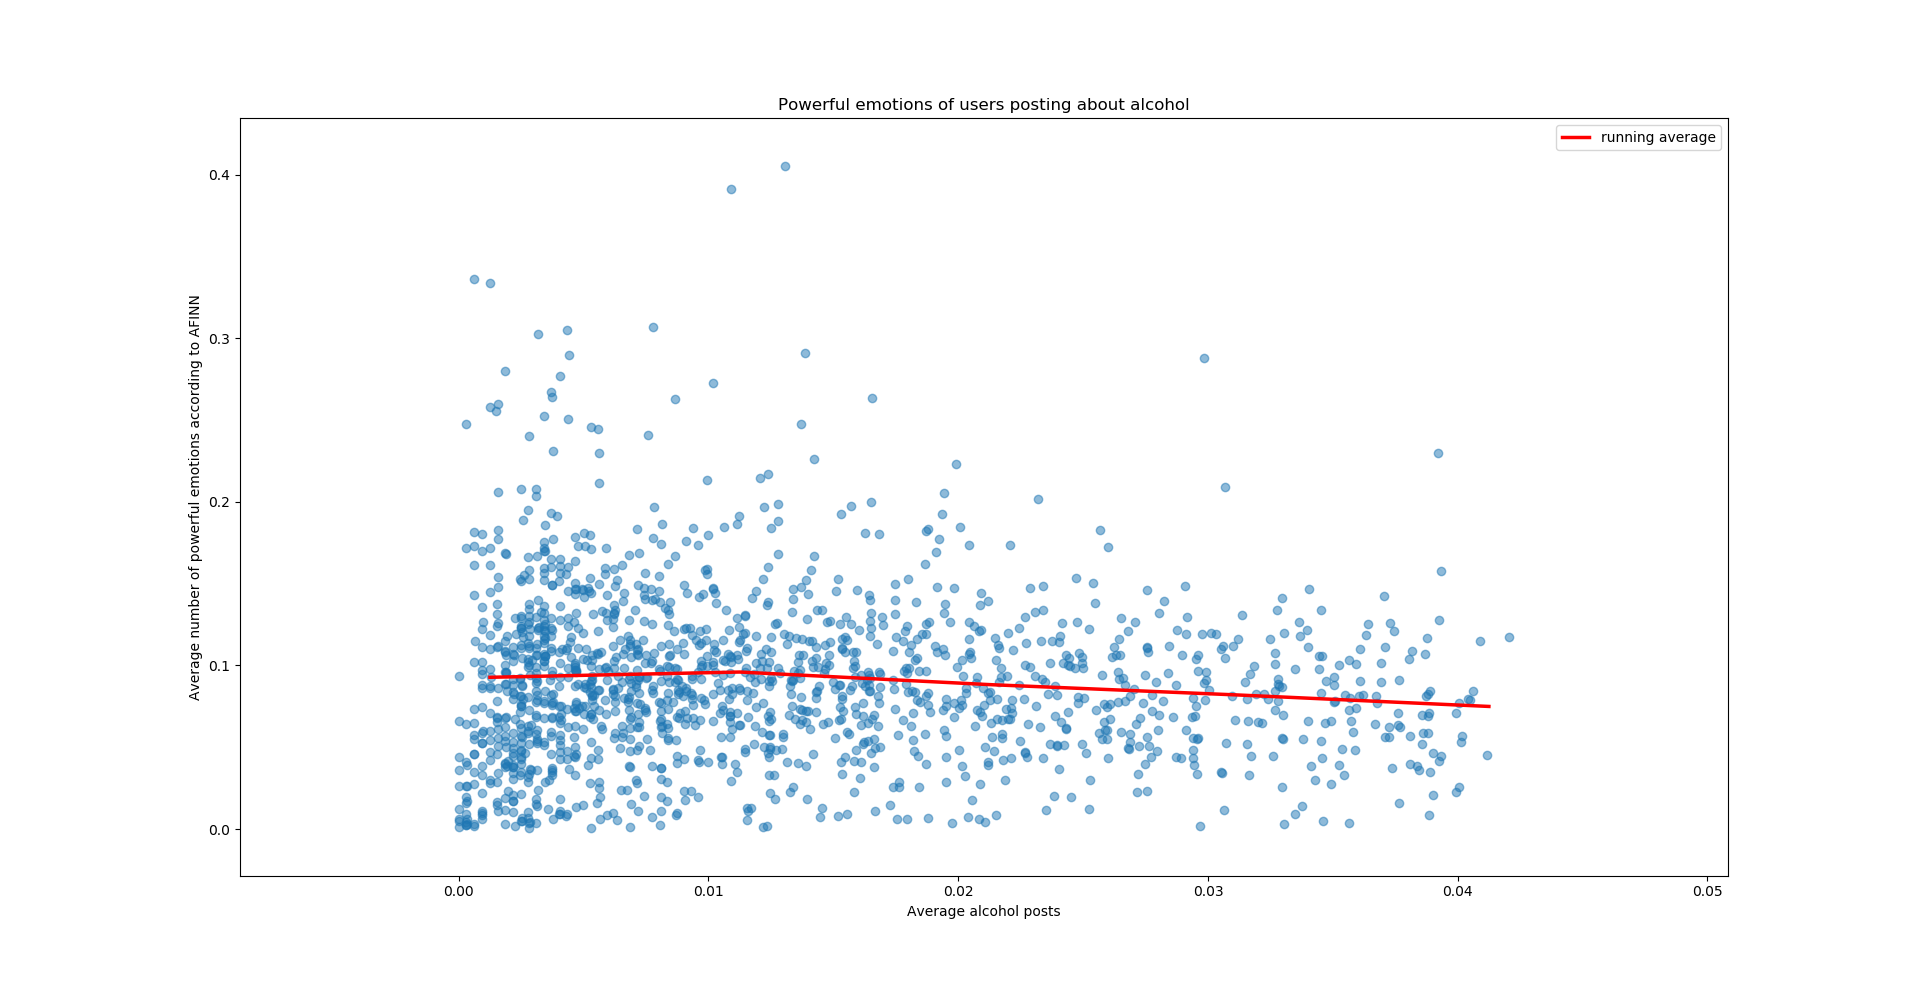 Powerful emotions of users posting about alcohol
running average
Average number of powerful emotions according to AFINN
0.4
0.3
0.2
0.1
0.0
0.00 0.01 0.02 0.03 0.04 0.05
Average alcohol posts